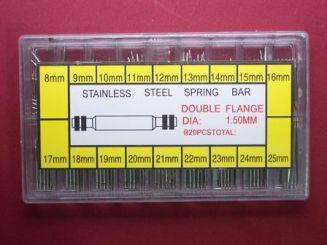 8mm 9mm 10mm 11mm 12mm 13mm 14mm 15mm 16mm
STAINLESS STEEL SPRING BAR
DOUBLE FLANGE
DIA: 1.50MM
@20PCSTOTAL:
17mm 18mm 19mm 20mm 21mm 22mm 23mm 24mm 25mm